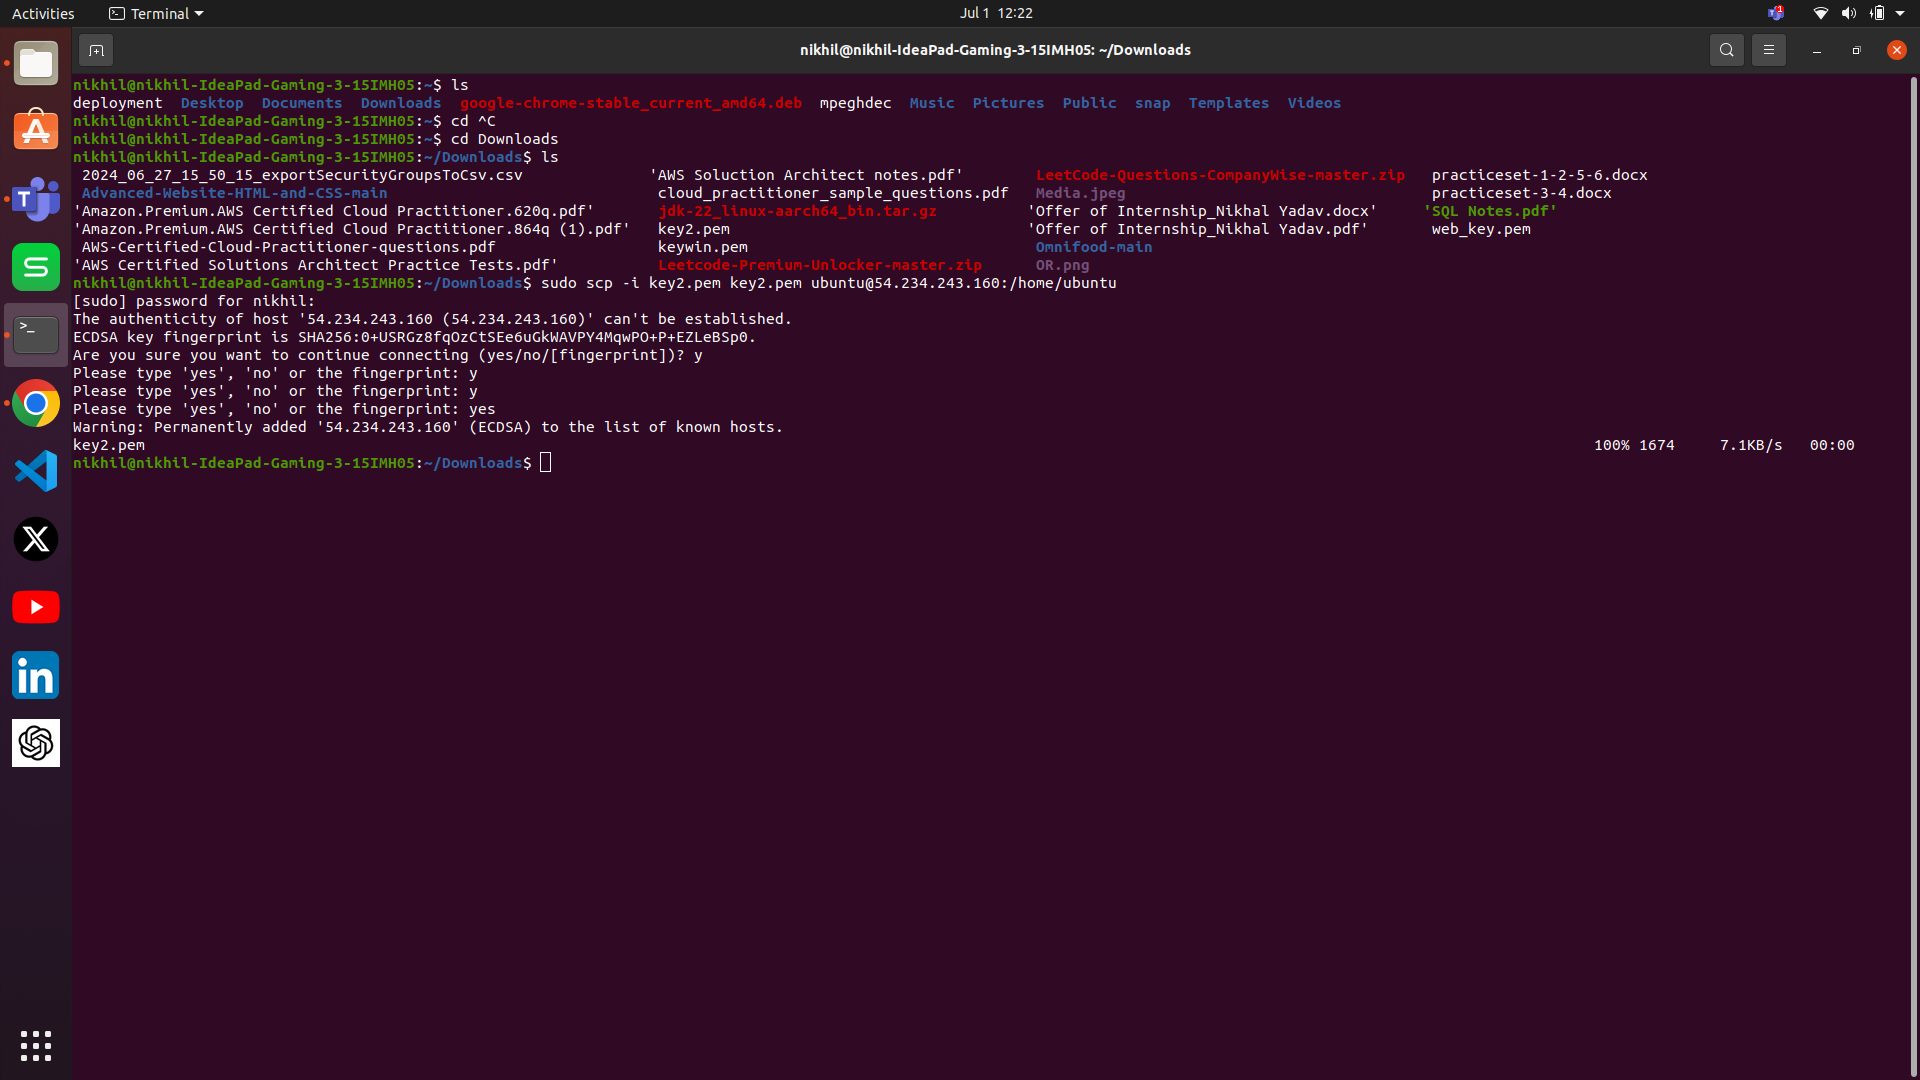 Activities
Terminal
Jul 1 12:22
1
nikhil@nikhil-IdeaPad-Gaming-3-15IMH05: ~/Downloads
nikhil@nikhil-IdeaPad-Gaming-3-15IMH05:~$ ls
deployment Desktop Documents Downloads google-chrome-stable_current_amd64.deb mpeghdec Music Pictures Public snap Templates Videos
nikhil@nikhil-IdeaPad-Gaming-3-15IMH05:~$ cd ^C
nikhil@nikhil-IdeaPad-Gaming-3-15IMH05:~$ cd Downloads
nikhil@nikhil-IdeaPad-Gaming-3-15IMH05:~/Downloads$ ls
2024_06_27_15_50_15_exportSecurityGroupsToCsv.csv 'AWS Soluction Architect notes.pdf' LeetCode-Questions-CompanyWise-master.zip practiceset-1-2-5-6.docx
Advanced-Website-HTML-and-CSS-main cloud_practitioner_sample_questions.pdf Media.jpeg practiceset-3-4.docx
'Amazon.Premium.AWS Certified Cloud Practitioner.620q.pdf' jdk-22_linux-aarch64_bin.tar.gz 'Offer of Internship_Nikhal Yadav.docx' 'SQL Notes.pdf'
'Amazon.Premium.AWS Certified Cloud Practitioner.864q (1).pdf' key2.pem 'Offer of Internship_Nikhal Yadav.pdf' web_key.pem
AWS-Certified-Cloud-Practitioner-questions.pdf keywin.pem Omnifood-main
'AWS Certified Solutions Architect Practice Tests.pdf' Leetcode-Premium-Unlocker-master.zip OR.png
nikhil@nikhil-IdeaPad-Gaming-3-15IMH05:~/Downloads$ sudo scp -i key2.pem key2.pem ubuntu@54.234.243.160:/home/ubuntu
[sudo] password for nikhil:
The authenticity of host '54.234.243.160 (54.234.243.160)' can't be established.
ECDSA key fingerprint is SHA256:0+USRGz8fqOzCtSEe6uGkWAVPY4MqwPO+P+EZLeBSp0.
Are you sure you want to continue connecting (yes/no/[fingerprint])? y
Please type 'yes', 'no' or the fingerprint: y
Please type 'yes', 'no' or the fingerprint: y
Please type 'yes', 'no' or the fingerprint: yes
Warning: Permanently added '54.234.243.160' (ECDSA) to the list of known hosts.
key2.pem 100% 1674 7.1KB/s 00:00
nikhil@nikhil-IdeaPad-Gaming-3-15IMH05:~/Downloads$